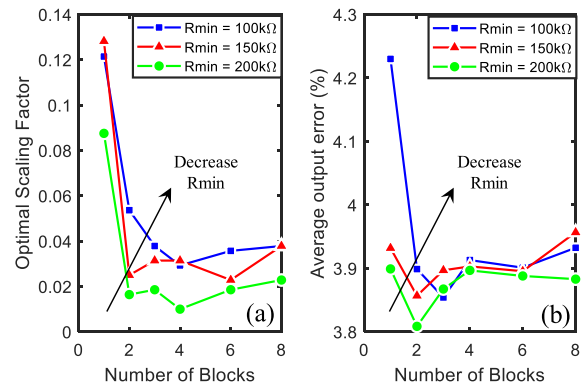 0.14
0.12
0.1
0.08
0.06
0.04
0.02
0
Optimal Scaling Factor
Rmin = 100kΩ
Rmin = 150kΩ
Rmin = 200kΩ
Decrease
Rmin
(a)
0 2 4 6 8
Number of Blocks
4.3
4.2
4.1
4
3.9
3.8
Average output error (%)
Rmin = 100kΩ
Rmin = 150kΩ
Rmin = 200kΩ
Decrease
Rmin
(b)
0 2 4 6 8
Number of Blocks